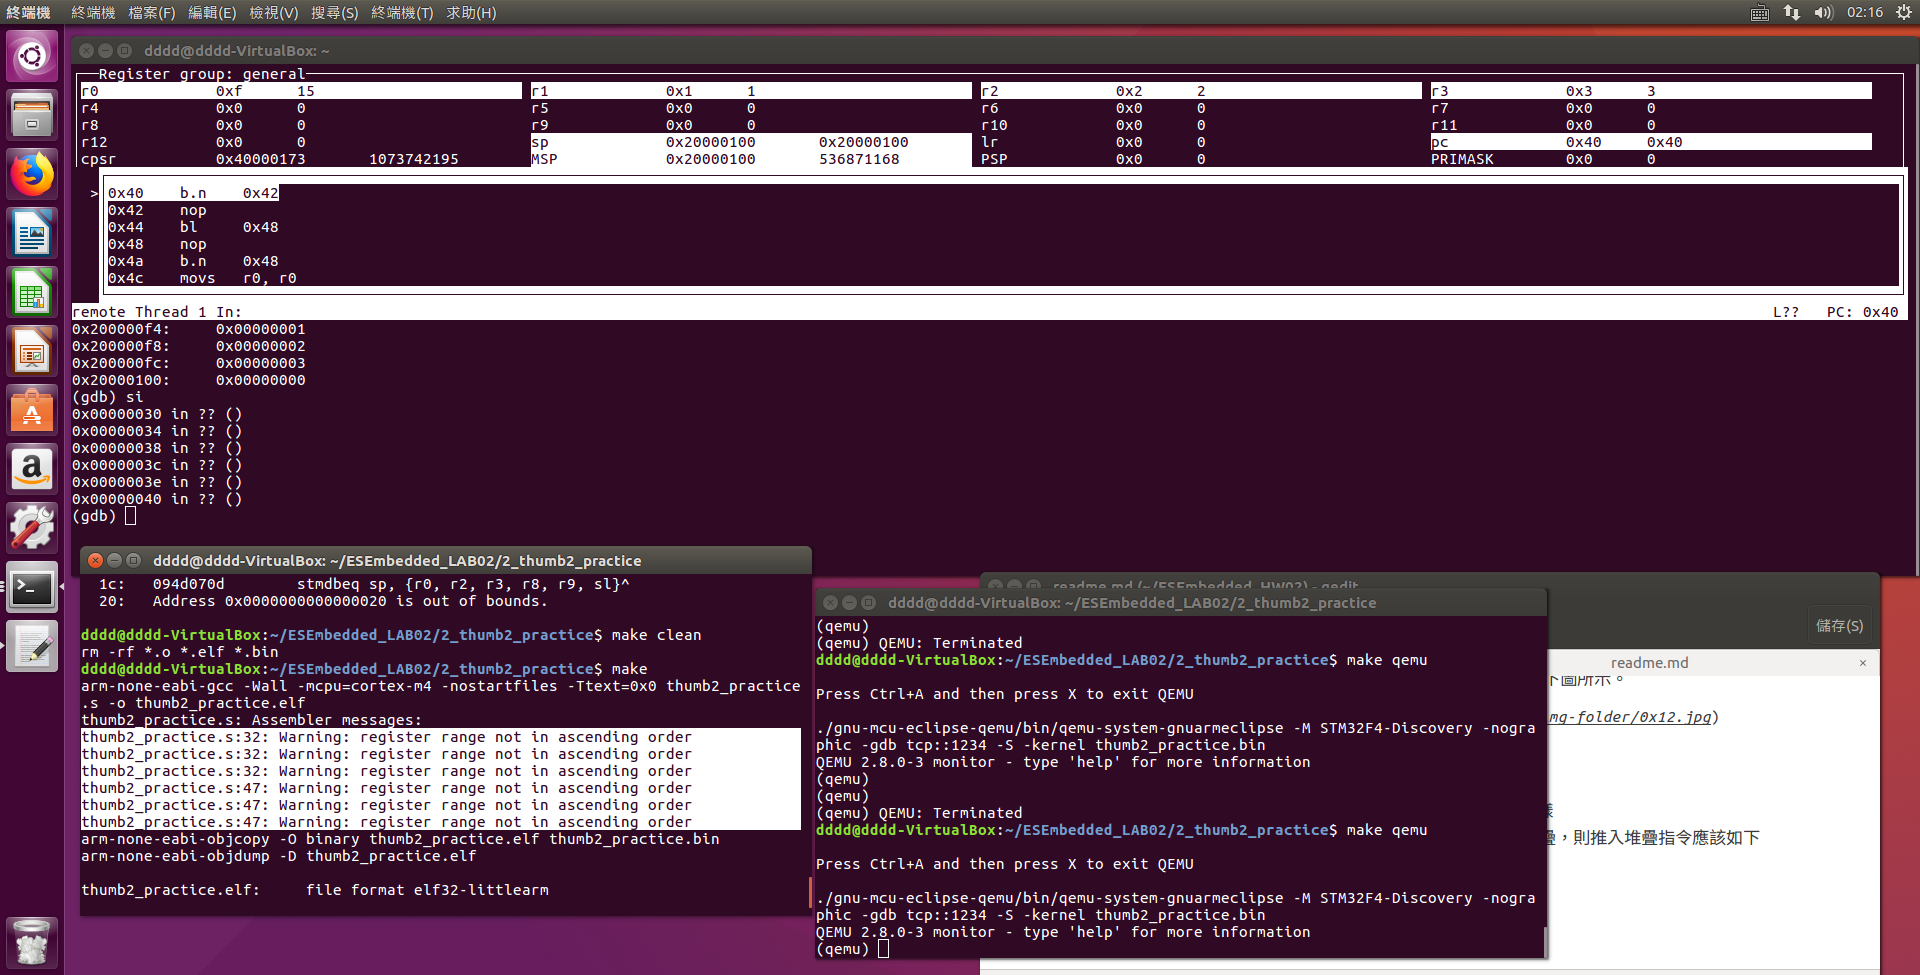 終端機 終端機 檔案(F) 編輯(E) 檢視(V) 搜尋(S) 終端機(T) 求助(H) 02:16
dddd@dddd-VirtualBox: ~
Register group: general
r0 0xf 15 r1 0x1 1 r2 0x2 2 r3 0x3 3
r4 0x0 0 r5 0x0 0 r6 0x0 0 r7 0x0 0
r8 0x0 0 r9 0x0 0 r10 0x0 0 r11 0x0 0
r12 0x0 0 sp 0x20000100 0x20000100 lr 0x0 0 pc 0x40 0x40
cpsr 0x40000173 1073742195 MSP 0x20000100 536871168 PSP 0x0 0 PRIMASK 0x0 0
> 0x40 b.n 0x42
0x42 nop
0x44 bl 0x48
0x48 nop
0x4a b.n 0x48
0x4c movs r0, r0
remote Thread 1 In: L?? PC: 0x40
0x200000f4: 0x00000001
0x200000f8: 0x00000002
0x200000fc: 0x00000003
0x20000100: 0x00000000
(gdb) si
0x00000030 in ?? ()
0x00000034 in ?? ()
0x00000038 in ?? ()
0x0000003c in ?? ()
0x0000003e in ?? ()
0x00000040 in ?? ()
(gdb)
dddd@dddd-VirtualBox: ~/ESEmbedded_LAB02/2_thumb2_practice
1c: 094d070d stmdbeq sp, {r0, r2, r3, r8, r9, sl}^
20: Address 0x0000000000000020 is out of bounds.
dddd@dddd-VirtualBox:~/ESEmbedded_LAB02/2_thumb2_practice$ make clean
rm -rf *.o *.elf *.bin
dddd@dddd-VirtualBox:~/ESEmbedded_LAB02/2_thumb2_practice$ make
arm-none-eabi-gcc -Wall -mcpu=cortex-m4 -nostartfiles -Ttext=0x0 thumb2_practice
.s -o thumb2_practice.elf
thumb2_practice.s: Assembler messages:
thumb2_practice.s:32: Warning: register range not in ascending order
thumb2_practice.s:32: Warning: register range not in ascending order
thumb2_practice.s:32: Warning: register range not in ascending order
thumb2_practice.s:47: Warning: register range not in ascending order
thumb2_practice.s:47: Warning: register range not in ascending order
thumb2_practice.s:47: Warning: register range not in ascending order
arm-none-eabi-objcopy -O binary thumb2_practice.elf thumb2_practice.bin
arm-none-eabi-objdump -D thumb2_practice.elf
thumb2_practice.elf: file format elf32-littlearm
dddd@dddd-VirtualBox: ~/ESEmbedded_LAB02/2_thumb2_practice
(qemu)
(qemu) QEMU: Terminated
dddd@dddd-VirtualBox:~/ESEmbedded_LAB02/2_thumb2_practice$ make qemu
Press Ctrl+A and then press X to exit QEMU
./gnu-mcu-eclipse-qemu/bin/qemu-system-gnuarmeclipse -M STM32F4-Discovery -nogra
phic -gdb tcp::1234 -S -kernel thumb2_practice.bin
QEMU 2.8.0-3 monitor - type 'help' for more information
(qemu)
(qemu)
(qemu) QEMU: Terminated
dddd@dddd-VirtualBox:~/ESEmbedded_LAB02/2_thumb2_practice$ make qemu
Press Ctrl+A and then press X to exit QEMU
./gnu-mcu-eclipse-qemu/bin/qemu-system-gnuarmeclipse -M STM32F4-Discovery -nogra
phic -gdb tcp::1234 -S -kernel thumb2_practice.bin
QEMU 2.8.0-3 monitor - type 'help' for more information
(qemu)
readme.md (~/ESEmbedded_HW02) - gedit
儲存(S)
readme.md ×
下圖所示。
mg-folder/0x12.jpg)
，則推入堆疊指令應該如下